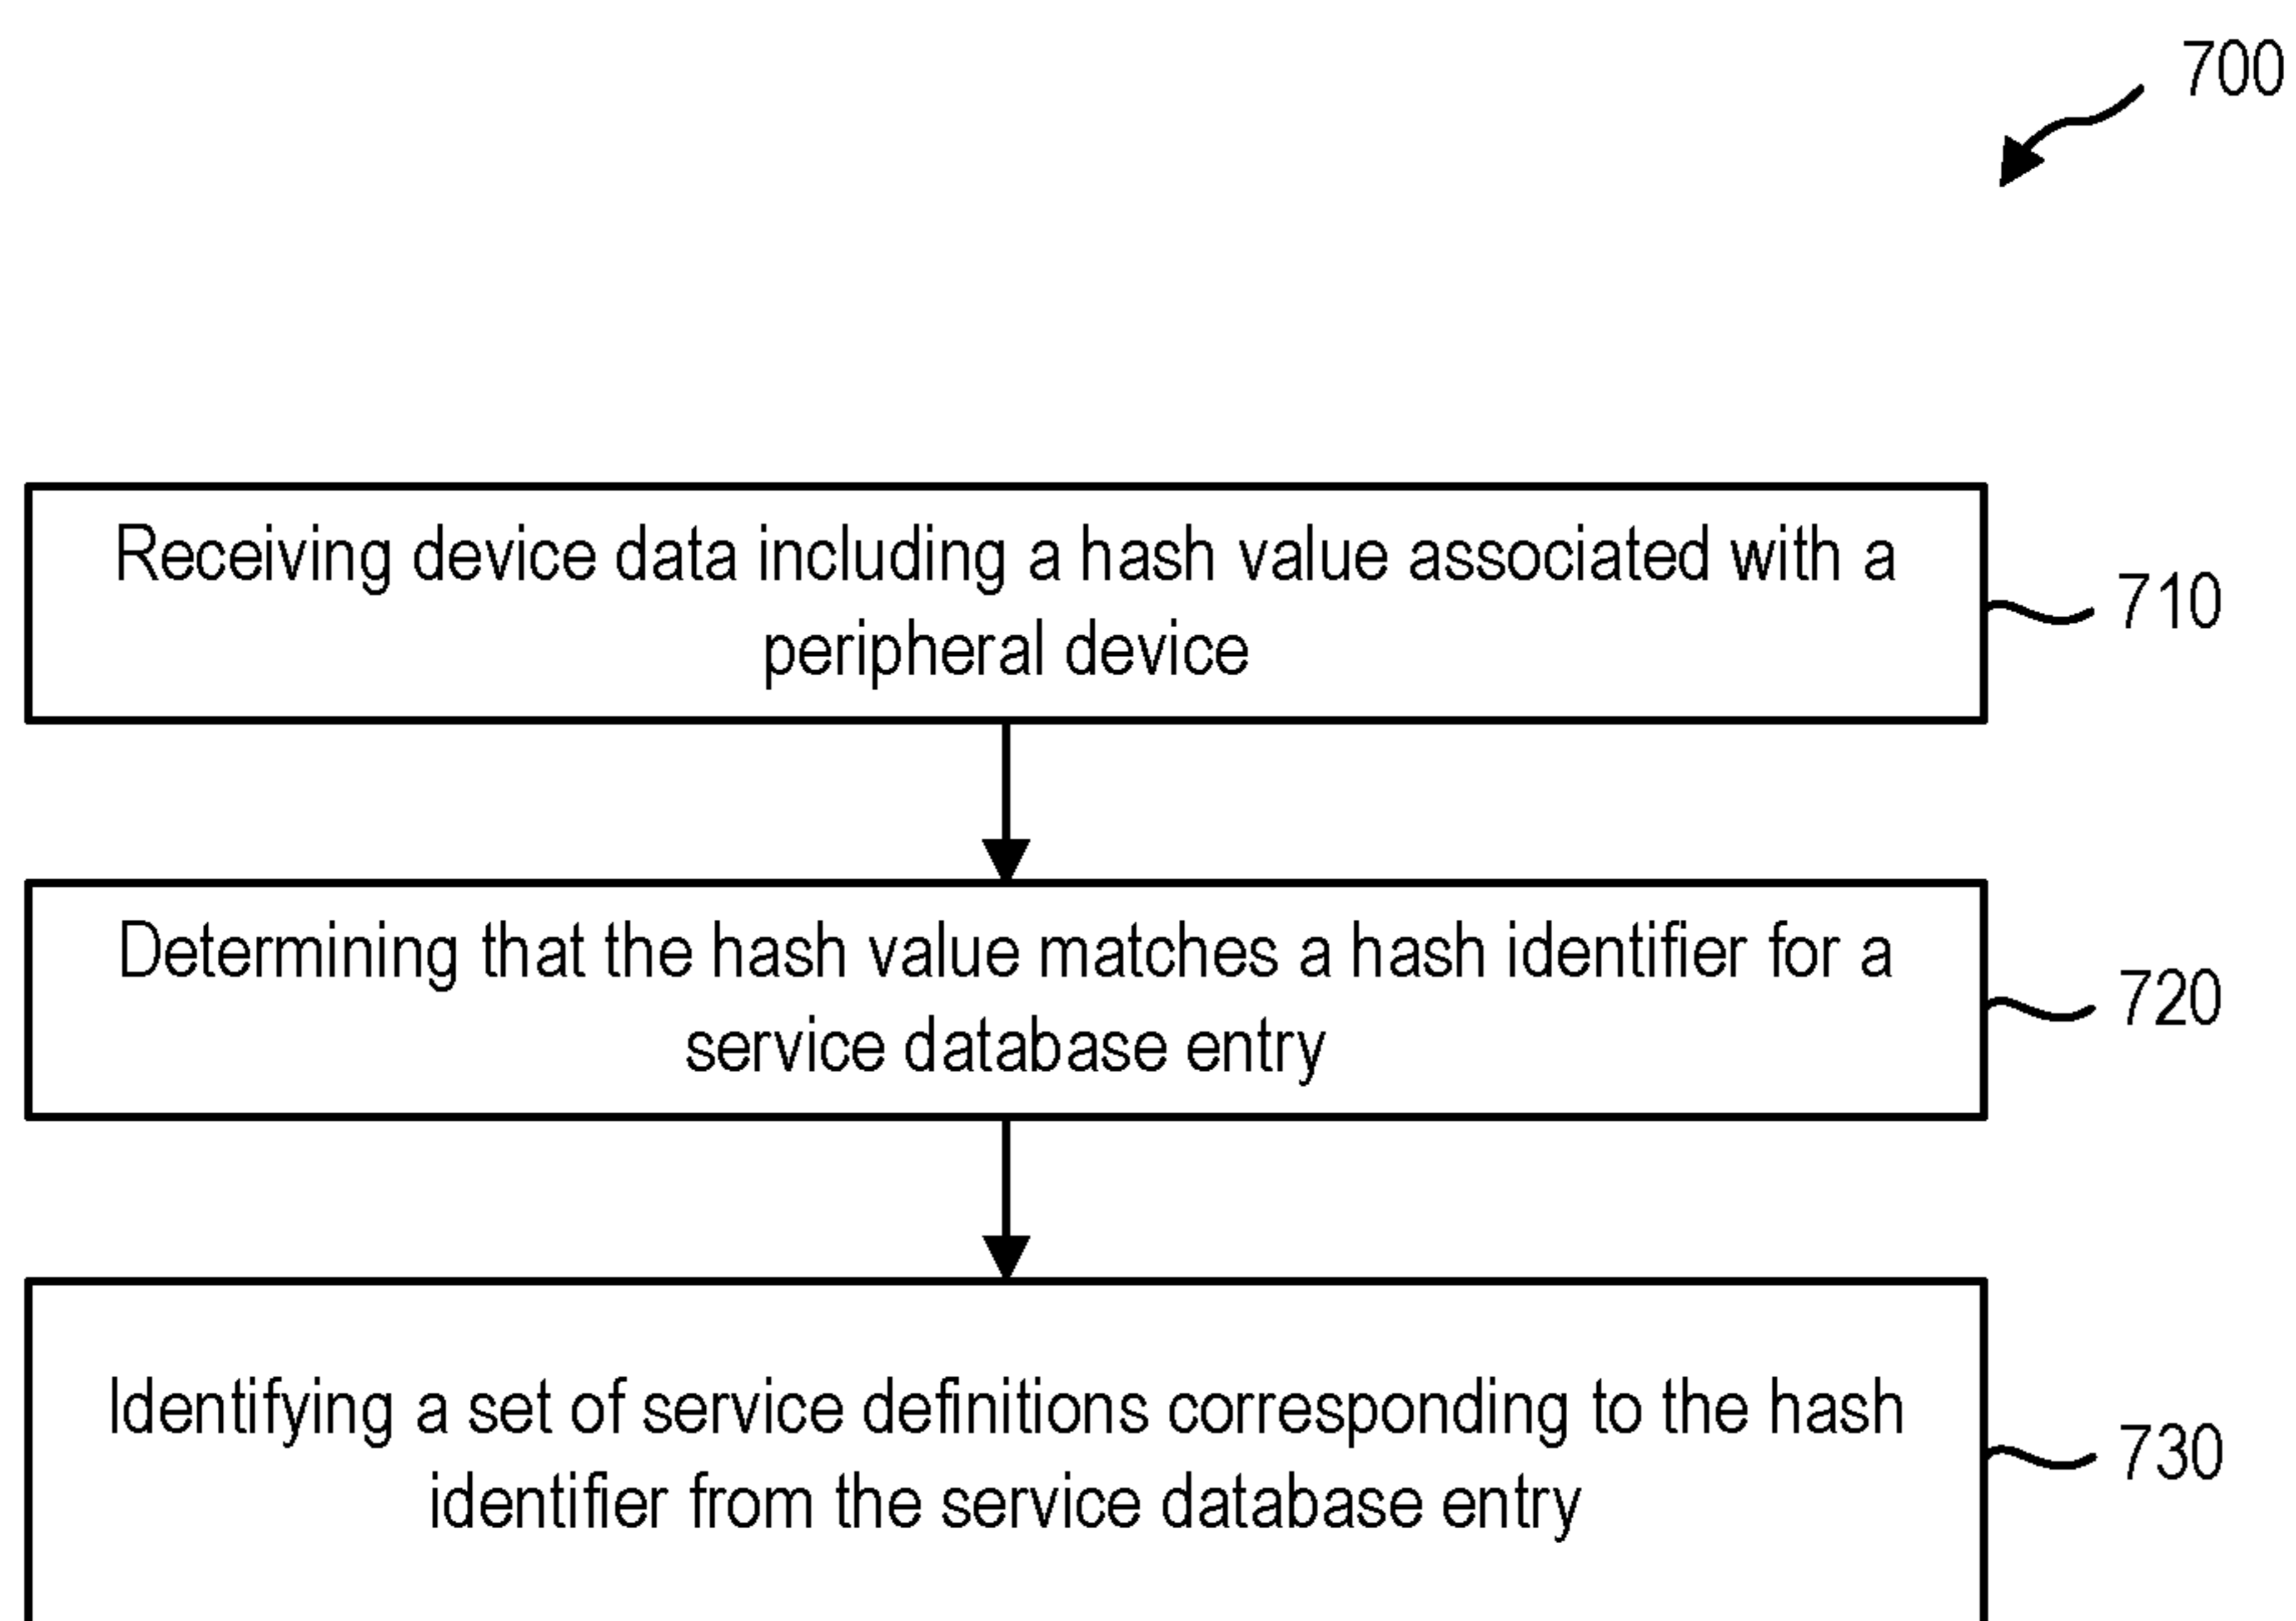 700
Receiving device data including a hash value associated with a
peripheral device
710
Determining that the hash value matches a hash identifier for a
service database entry
720
Identifying a set of service definitions corresponding to the hash
identifier from the service database entry
730